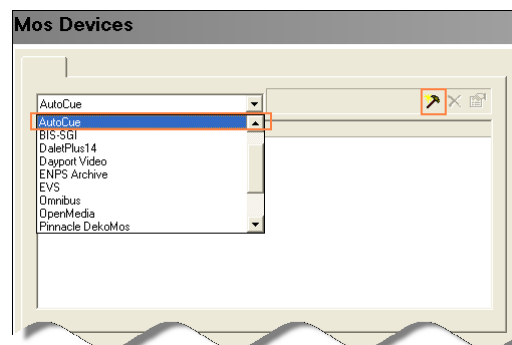 Mos Devices
AutoCue
AutoCue
BIS-SGI
DaletPlus14
Dayport Video
ENPS Archive
EVS
Omnibus
OpenMedia
Pinnacle DekoMos